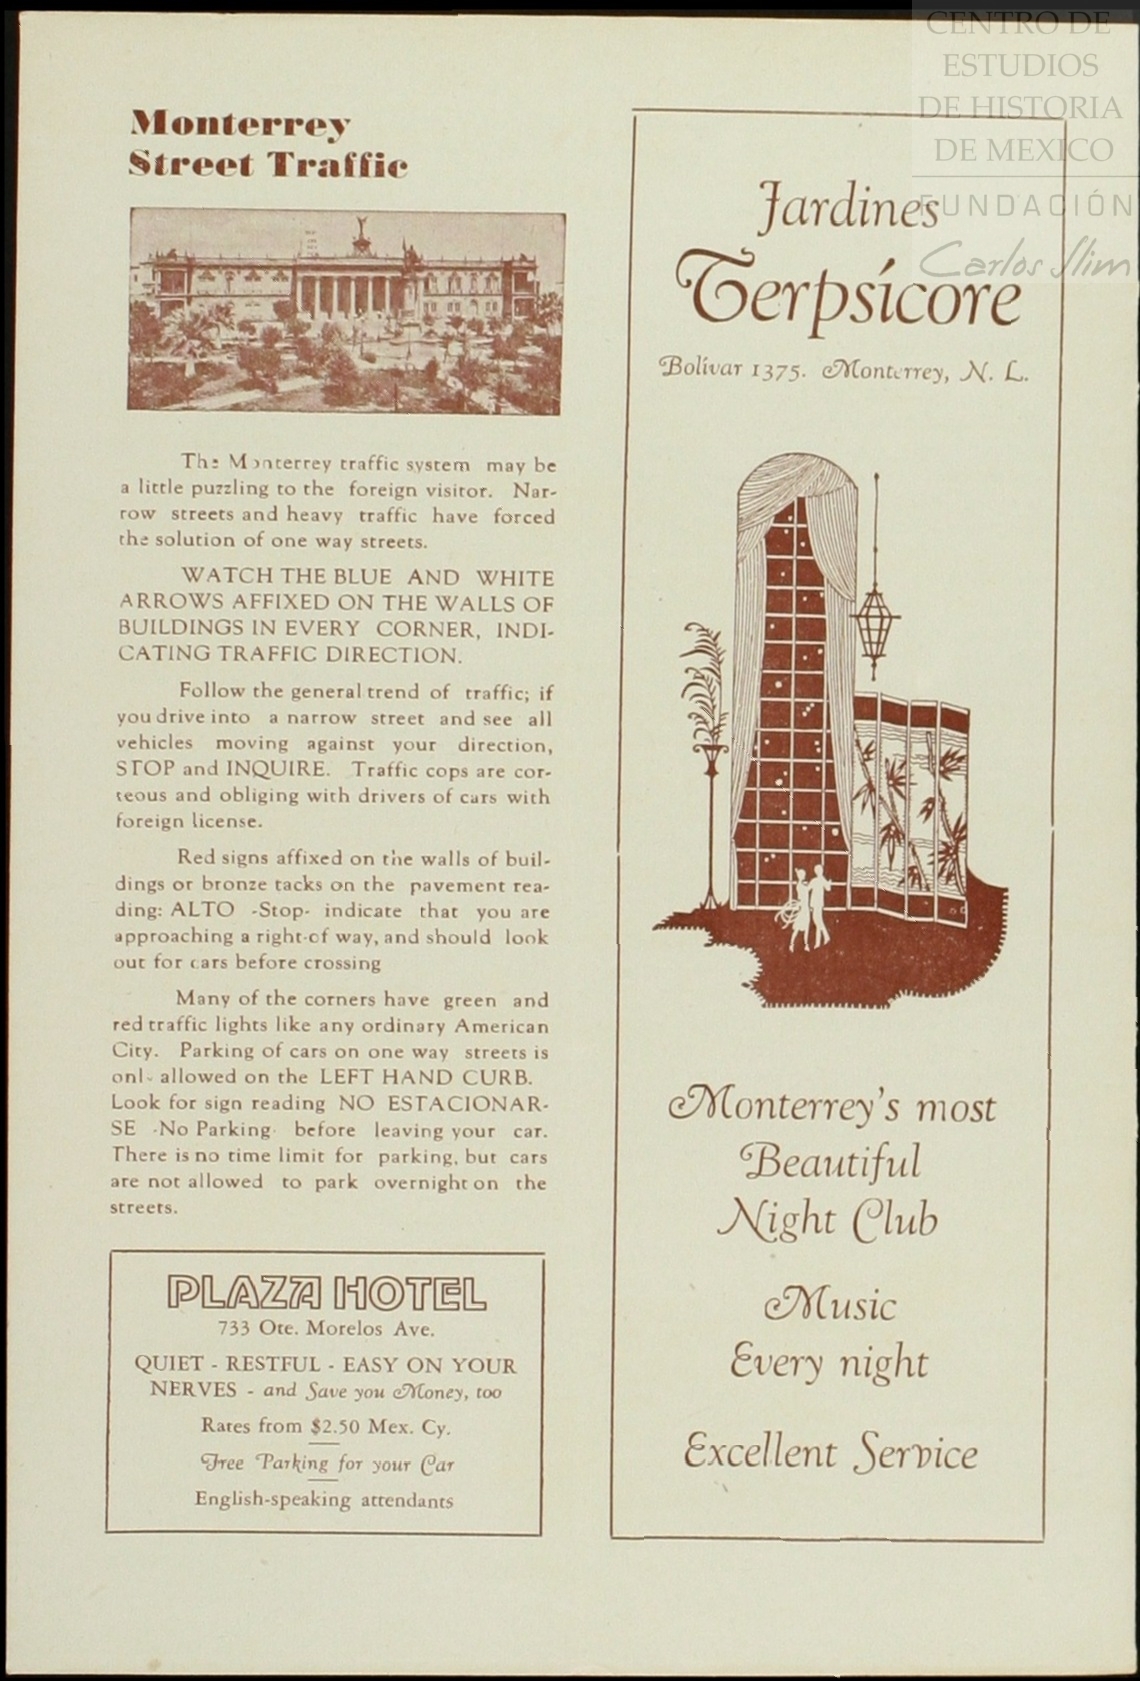 CENTRO DE
ESTUDIOS
DE HISTORIA
DE MEXICO
FUNDACIÓN
Carlos Slim
Monterrey
Street Traffic
The Monterrey traffic system may be
a little puzzling to the foreign visitor. Nar-
row streets and heavy traffic have forced
the solution of one way streets.
WATCH THE BLUE AND WHITE
ARROWS AFFIXED ON THE WALLS OF
BUILDINGS IN EVERY CORNER, INDI-
CATING TRAFFIC DIRECTION.
Follow the general trend of traffic; if
you drive into a narrow street and see all
vehicles moving against your direction,
STOP and INQUIRE. Traffic cops are cor-
teous and obliging with drivers of cars with
foreign license.
Red signs affixed on the walls of buil-
dings or bronze tacks on the pavement rea-
ding: ALTO -Stop- indicate that you are
approaching a right-of way, and should look
out for cars before crossing
Many of the corners have green and
red traffic lights like any ordinary American
City. Parking of cars on one way streets is
only allowed on the LEFT HAND CURB.
Look for sign reading NO ESTACIONAR-
SE -No Parking- before leaving your car.
There is no time limit for parking, but cars
are not allowed to park overnight on the
streets.
PLAZA HOTEL
733 Ote. Morelos Ave.
QUIET - RESTFUL - EASY ON YOUR
NERVES - and Save you Money, too
Rates from $2.50 Mex. Cy.
Free Parking for your Car
English-speaking attendants
Jardines
Terpsícore
Bolívar 1375. Monterrey, N. L.
Monterrey's most
Beautiful
Night Club
Music
Every night
Excellent Service